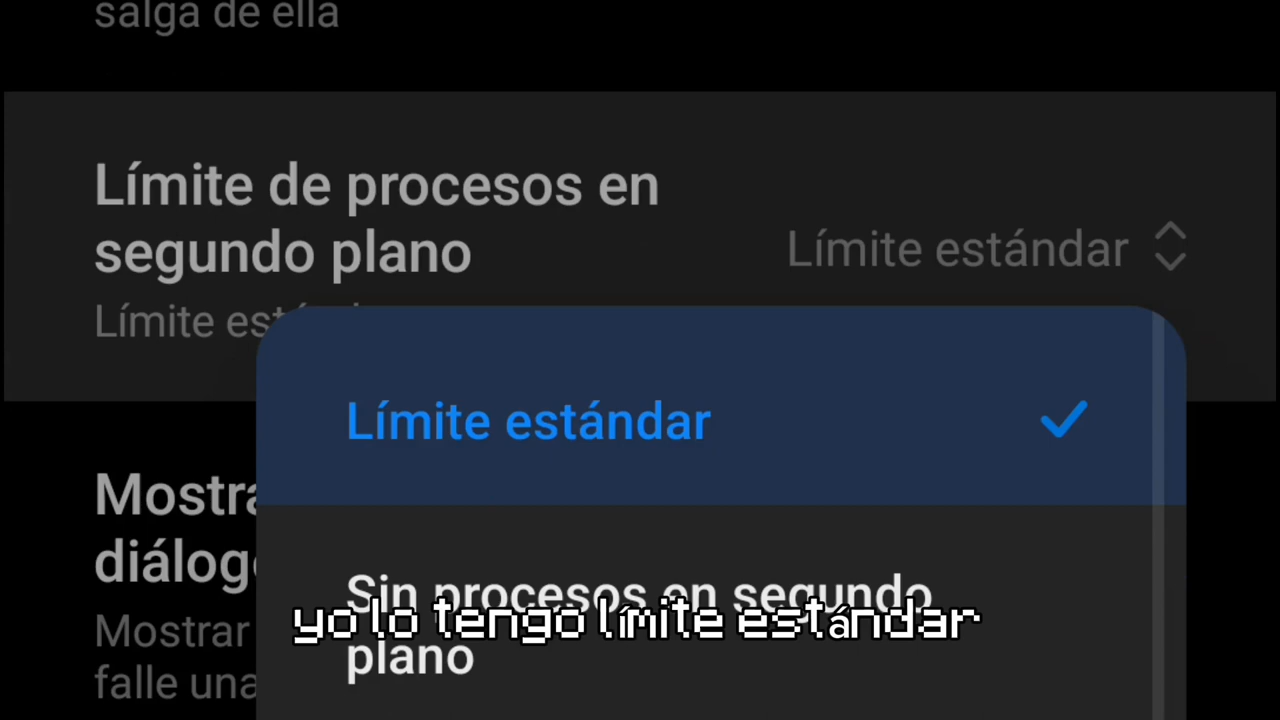 salga de ella
Límite de procesos en
segundo plano
Límite estándar
Límite están
Límite estándar
Mostra
diálogo
Mostrar
falle una
Sin procesos en segundo
plano
yo lo tengo límite estándar